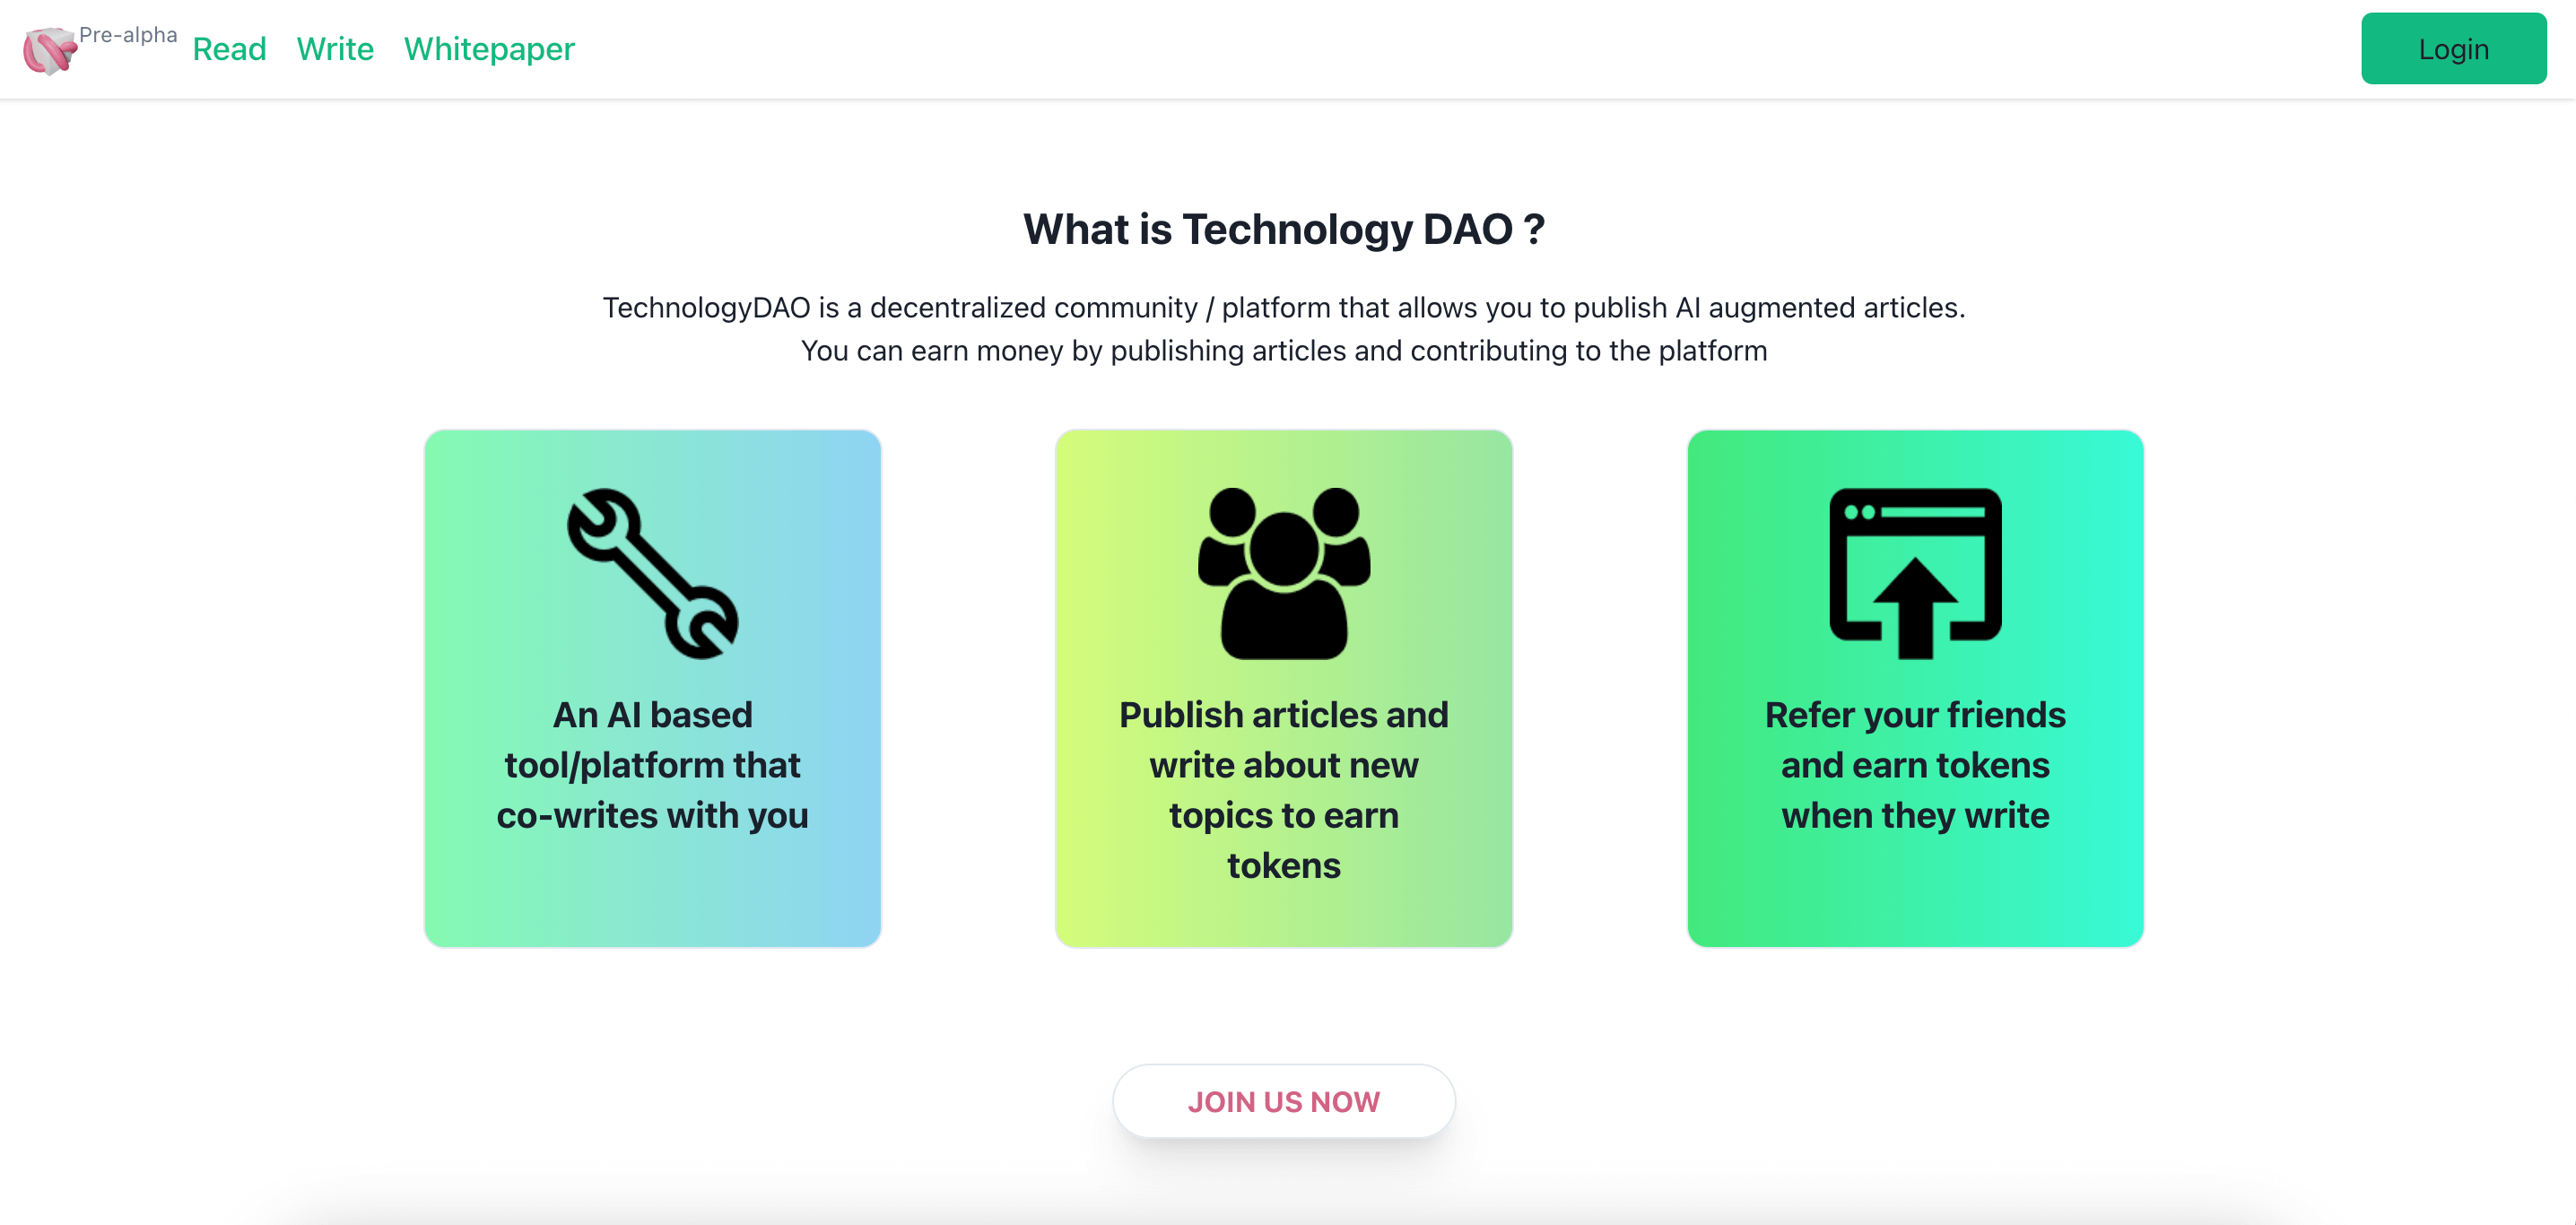 Pre-alpha
Read Write Whitepaper
Login
What is Technology DAO ?
TechnologyDAO is a decentralized community / platform that allows you to publish AI augmented articles.
You can earn money by publishing articles and contributing to the platform
An AI based
tool/platform that
co-writes with you
Publish articles and
write about new
topics to earn
tokens
Refer your friends
and earn tokens
when they write
JOIN US NOW